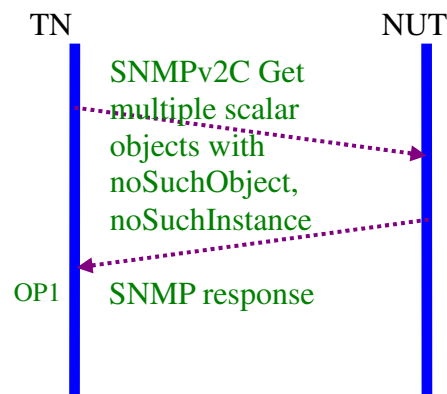 TN
NUT
SNMPv2C Get
multiple scalar
objects with
noSuchObject,
noSuchInstance
OP1
SNMP response